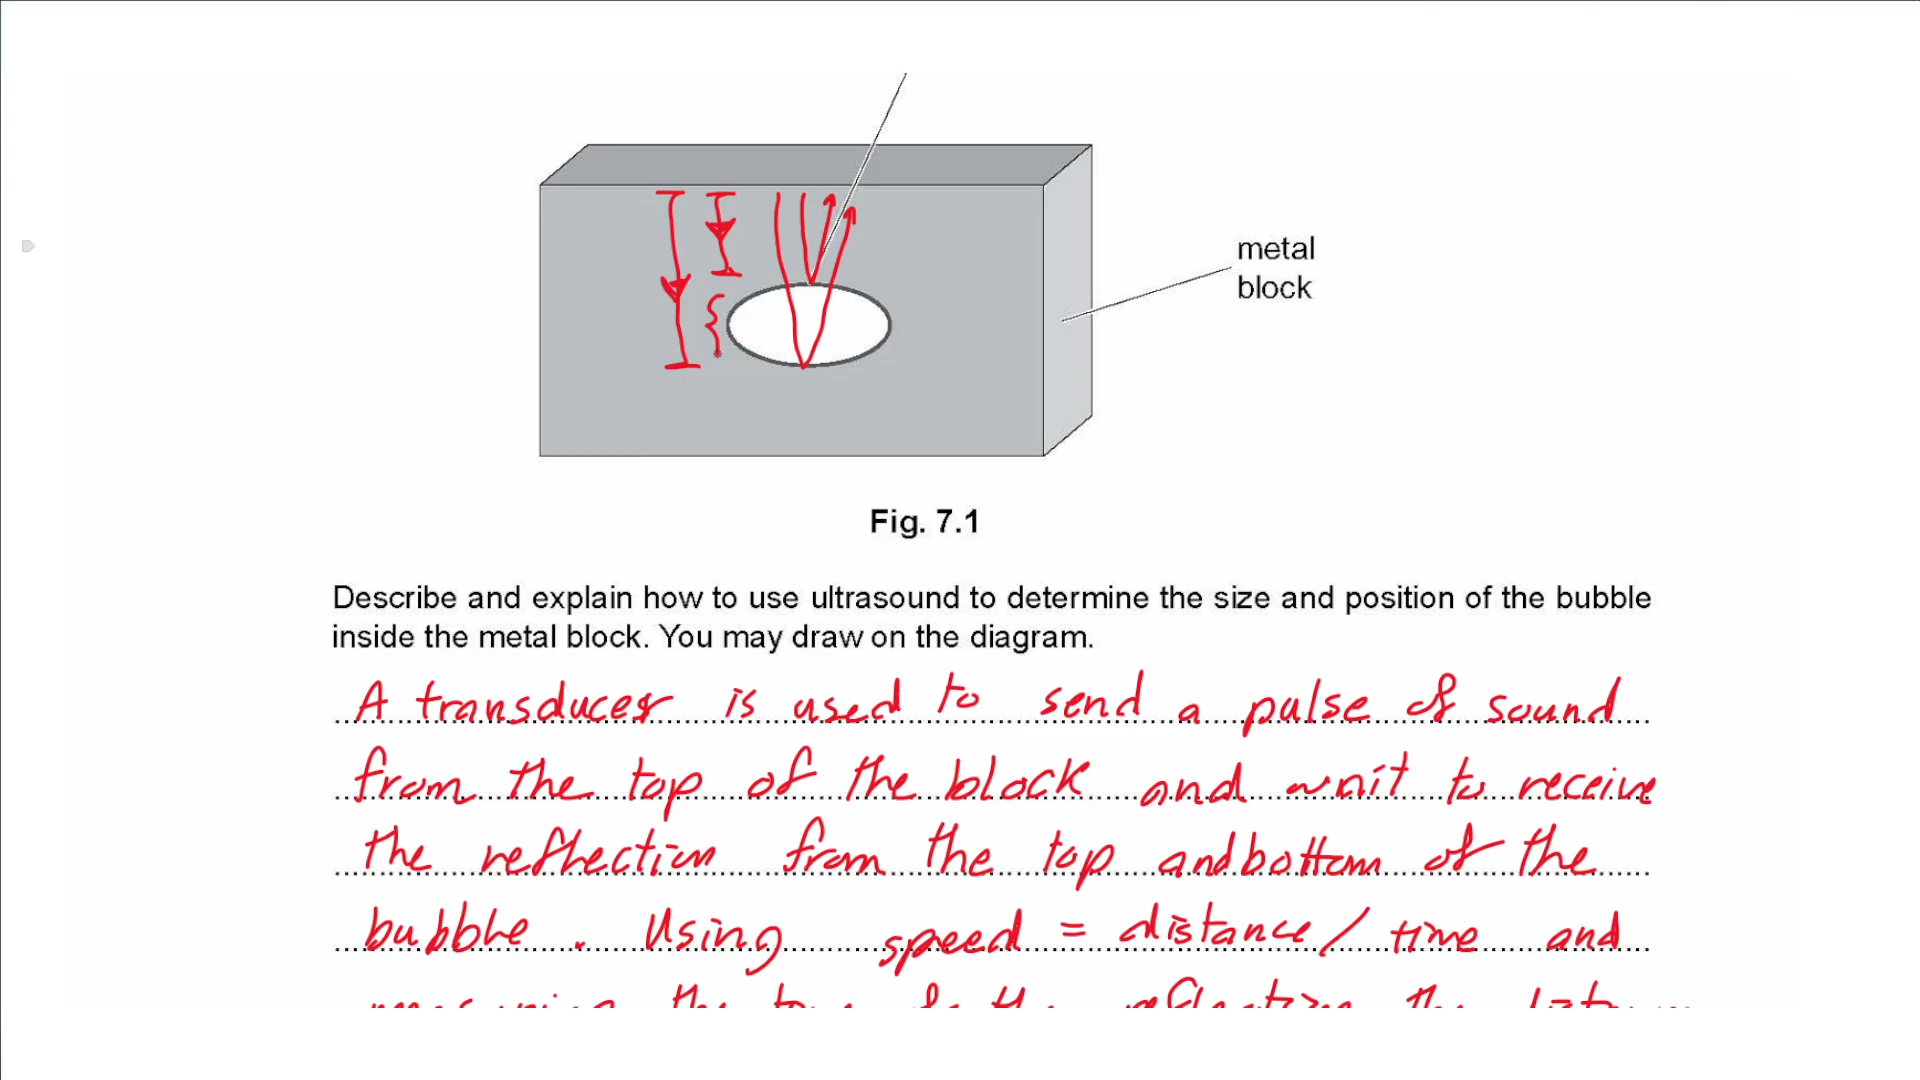 metal
block
Fig. 7.1
Describe and explain how to use ultrasound to determine the size and position of the bubble
inside the metal block. You may draw on the diagram.
A transducer is used to send a pulse of sound
from the top of the block and wait to receive
the reflection from the top and bottom of the
bubble. Using speed = distance / time and